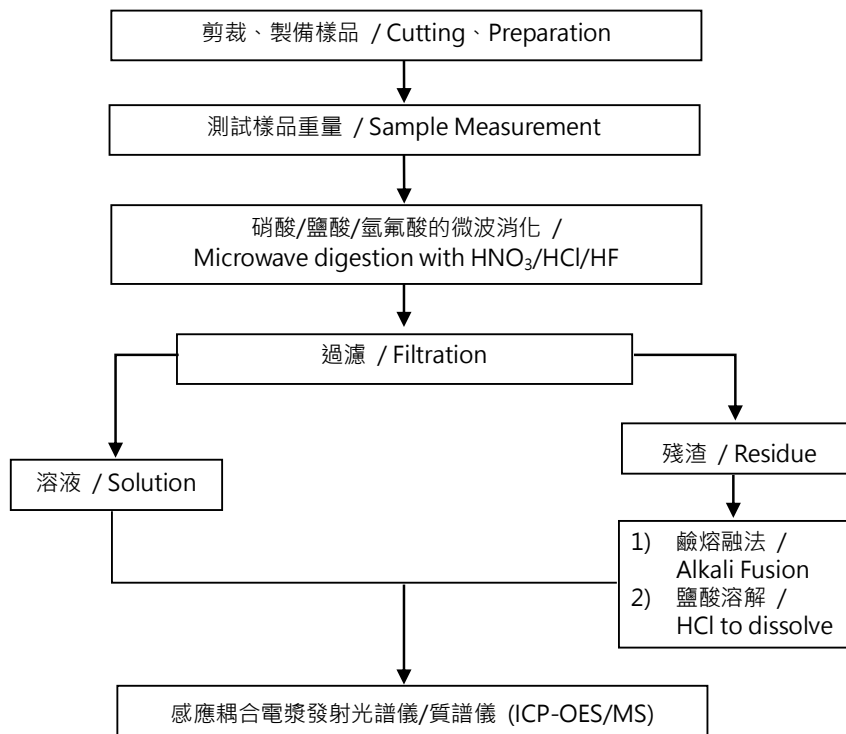 剪裁、製備樣品 / Cutting、Preparation
測試樣品重量 / Sample Measurement
硝酸/鹽酸/氫氟酸的微波消化 /
Microwave digestion with HNO₃/HCl/HF
過濾 / Filtration
溶液 / Solution
殘渣 / Residue
1) 鹼熔融法 /
Alkali Fusion
2) 鹽酸溶解 /
HCl to dissolve
感應耦合電漿發射光譜儀/質譜儀 (ICP-OES/MS)